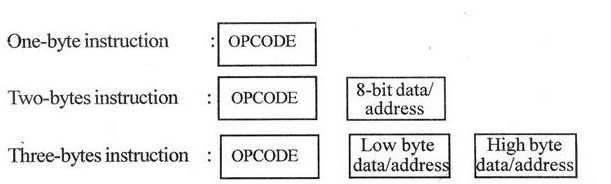 One-byte instruction : OPCODE
Two-bytes instruction : OPCODE 8-bit data/
address
Three-bytes instruction : OPCODE Low byte High byte
data/address data/address